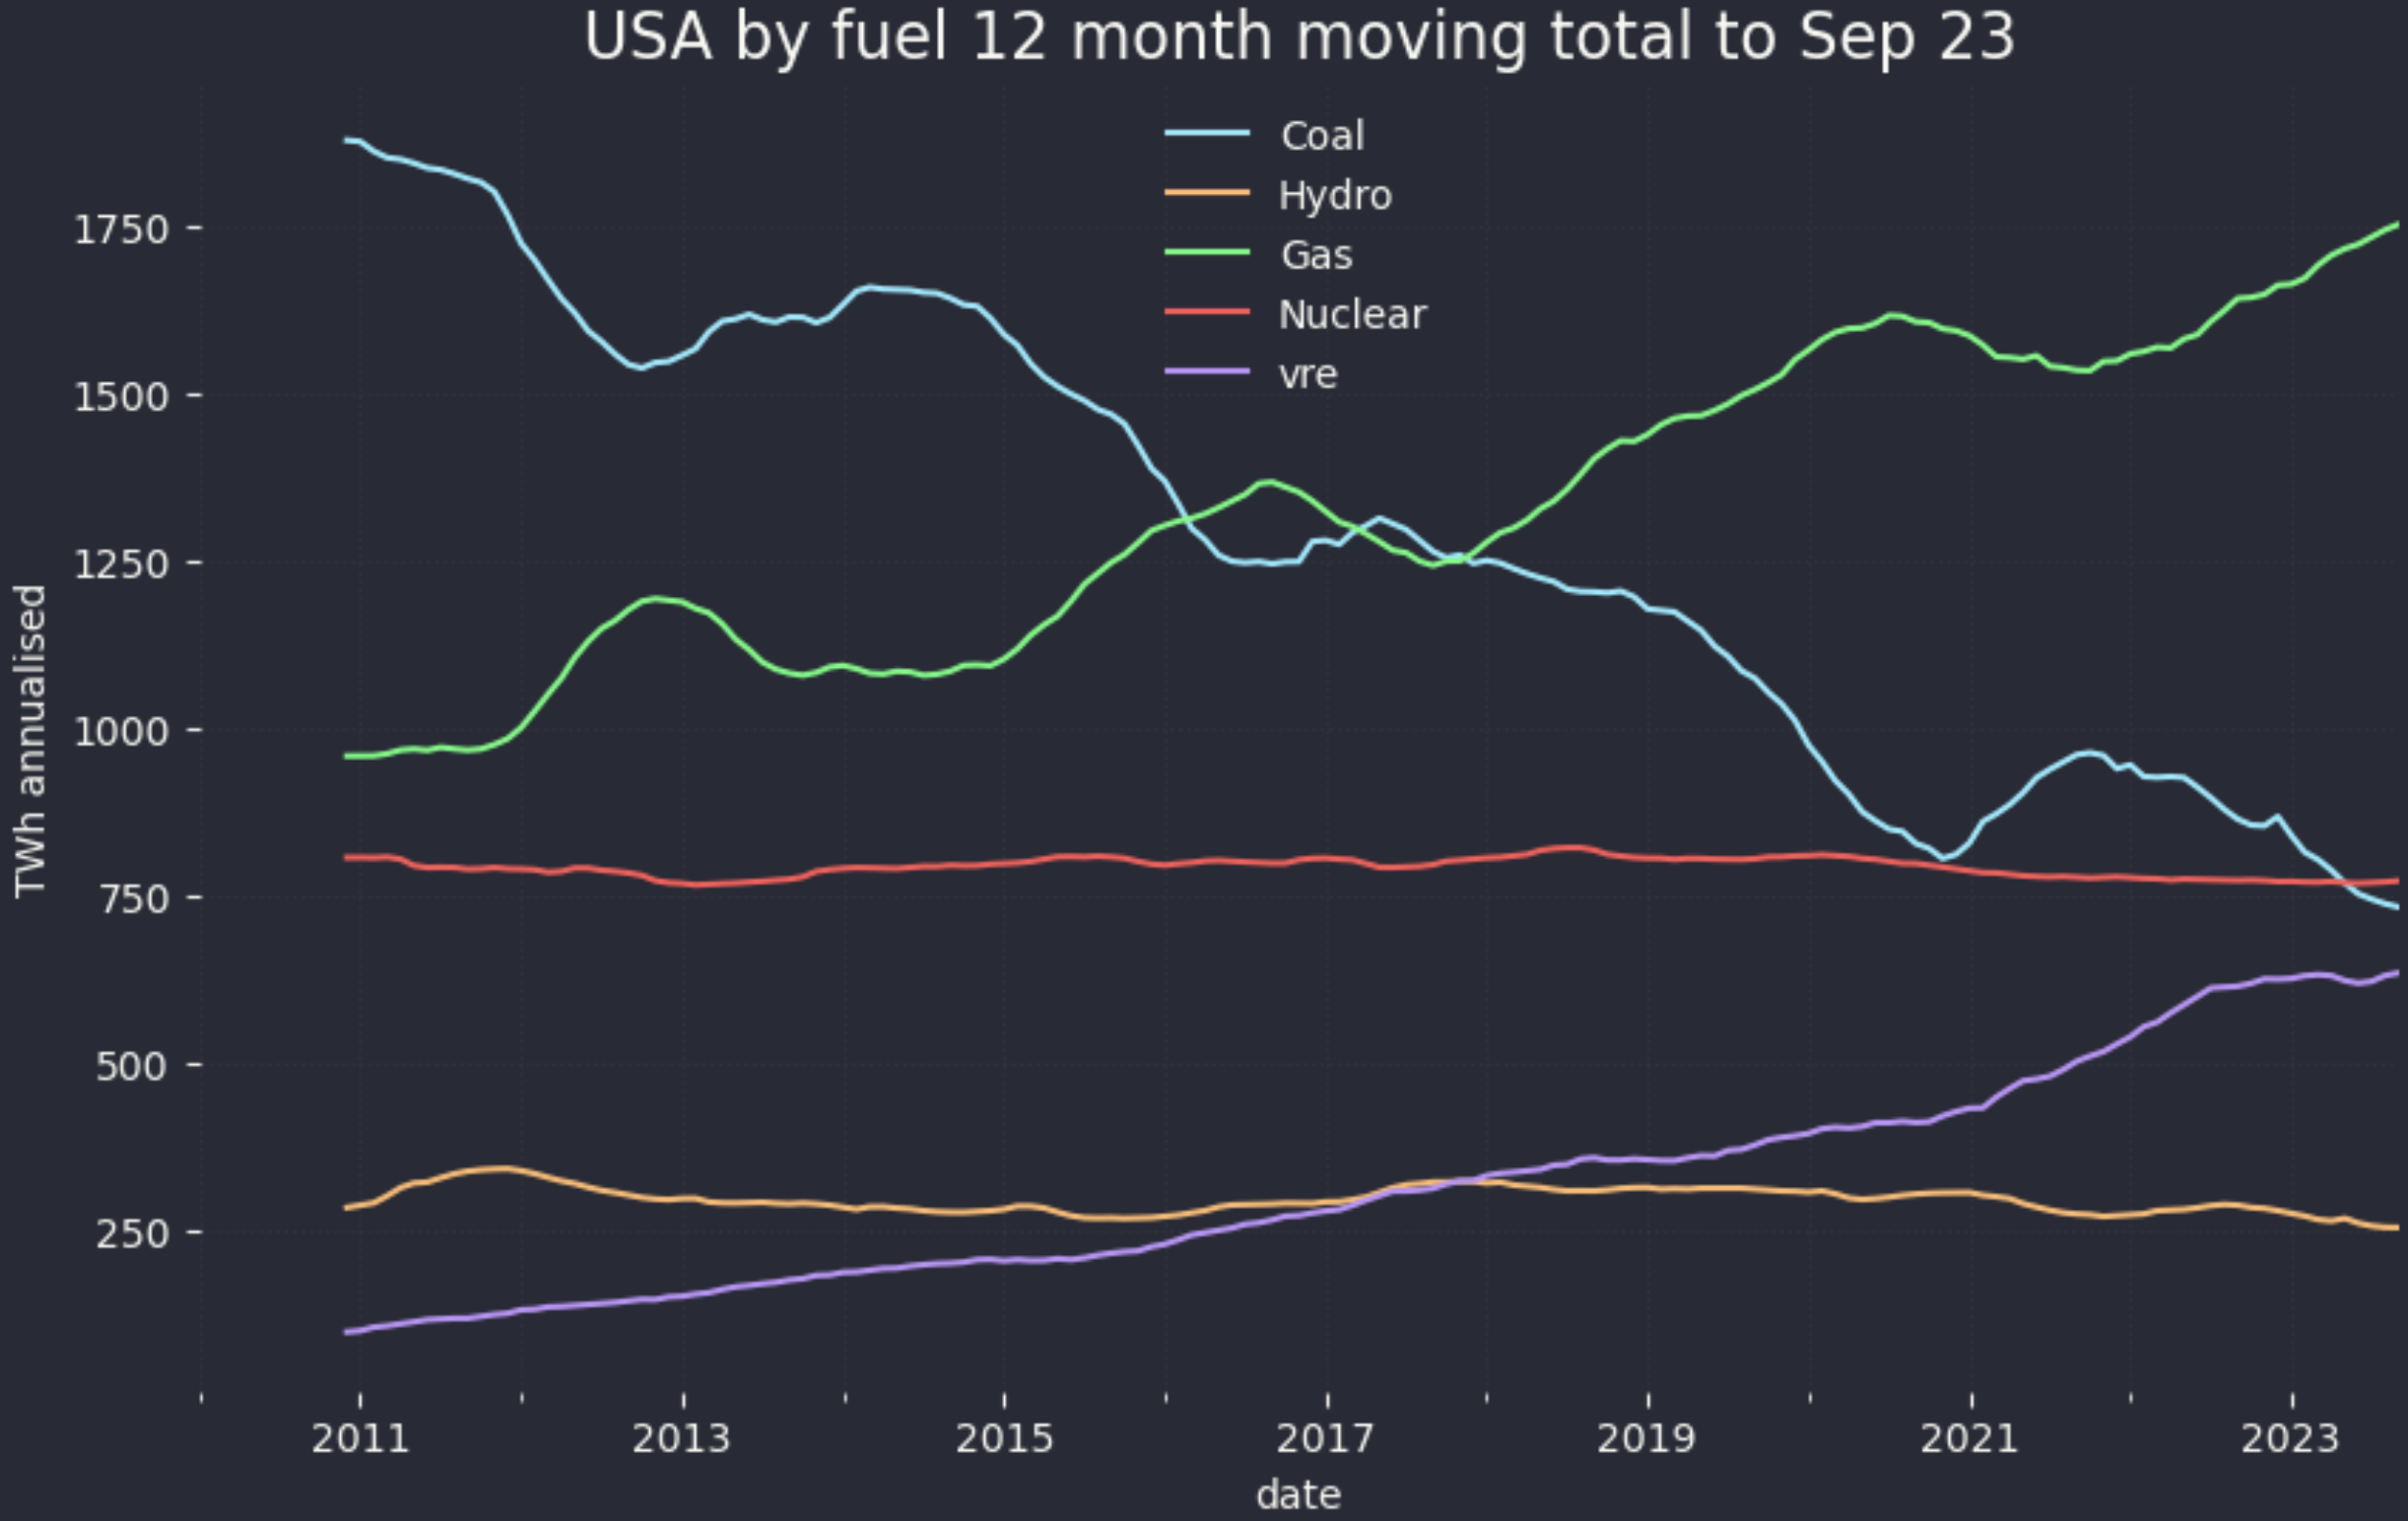 USA by fuel 12 month moving total to Sep 23
Coal
Hydro
Gas
Nuclear
vre
TWh annualised
1750
1500
1250
1000
750
500
250
2011 2013 2015 2017 2019 2021 2023
date